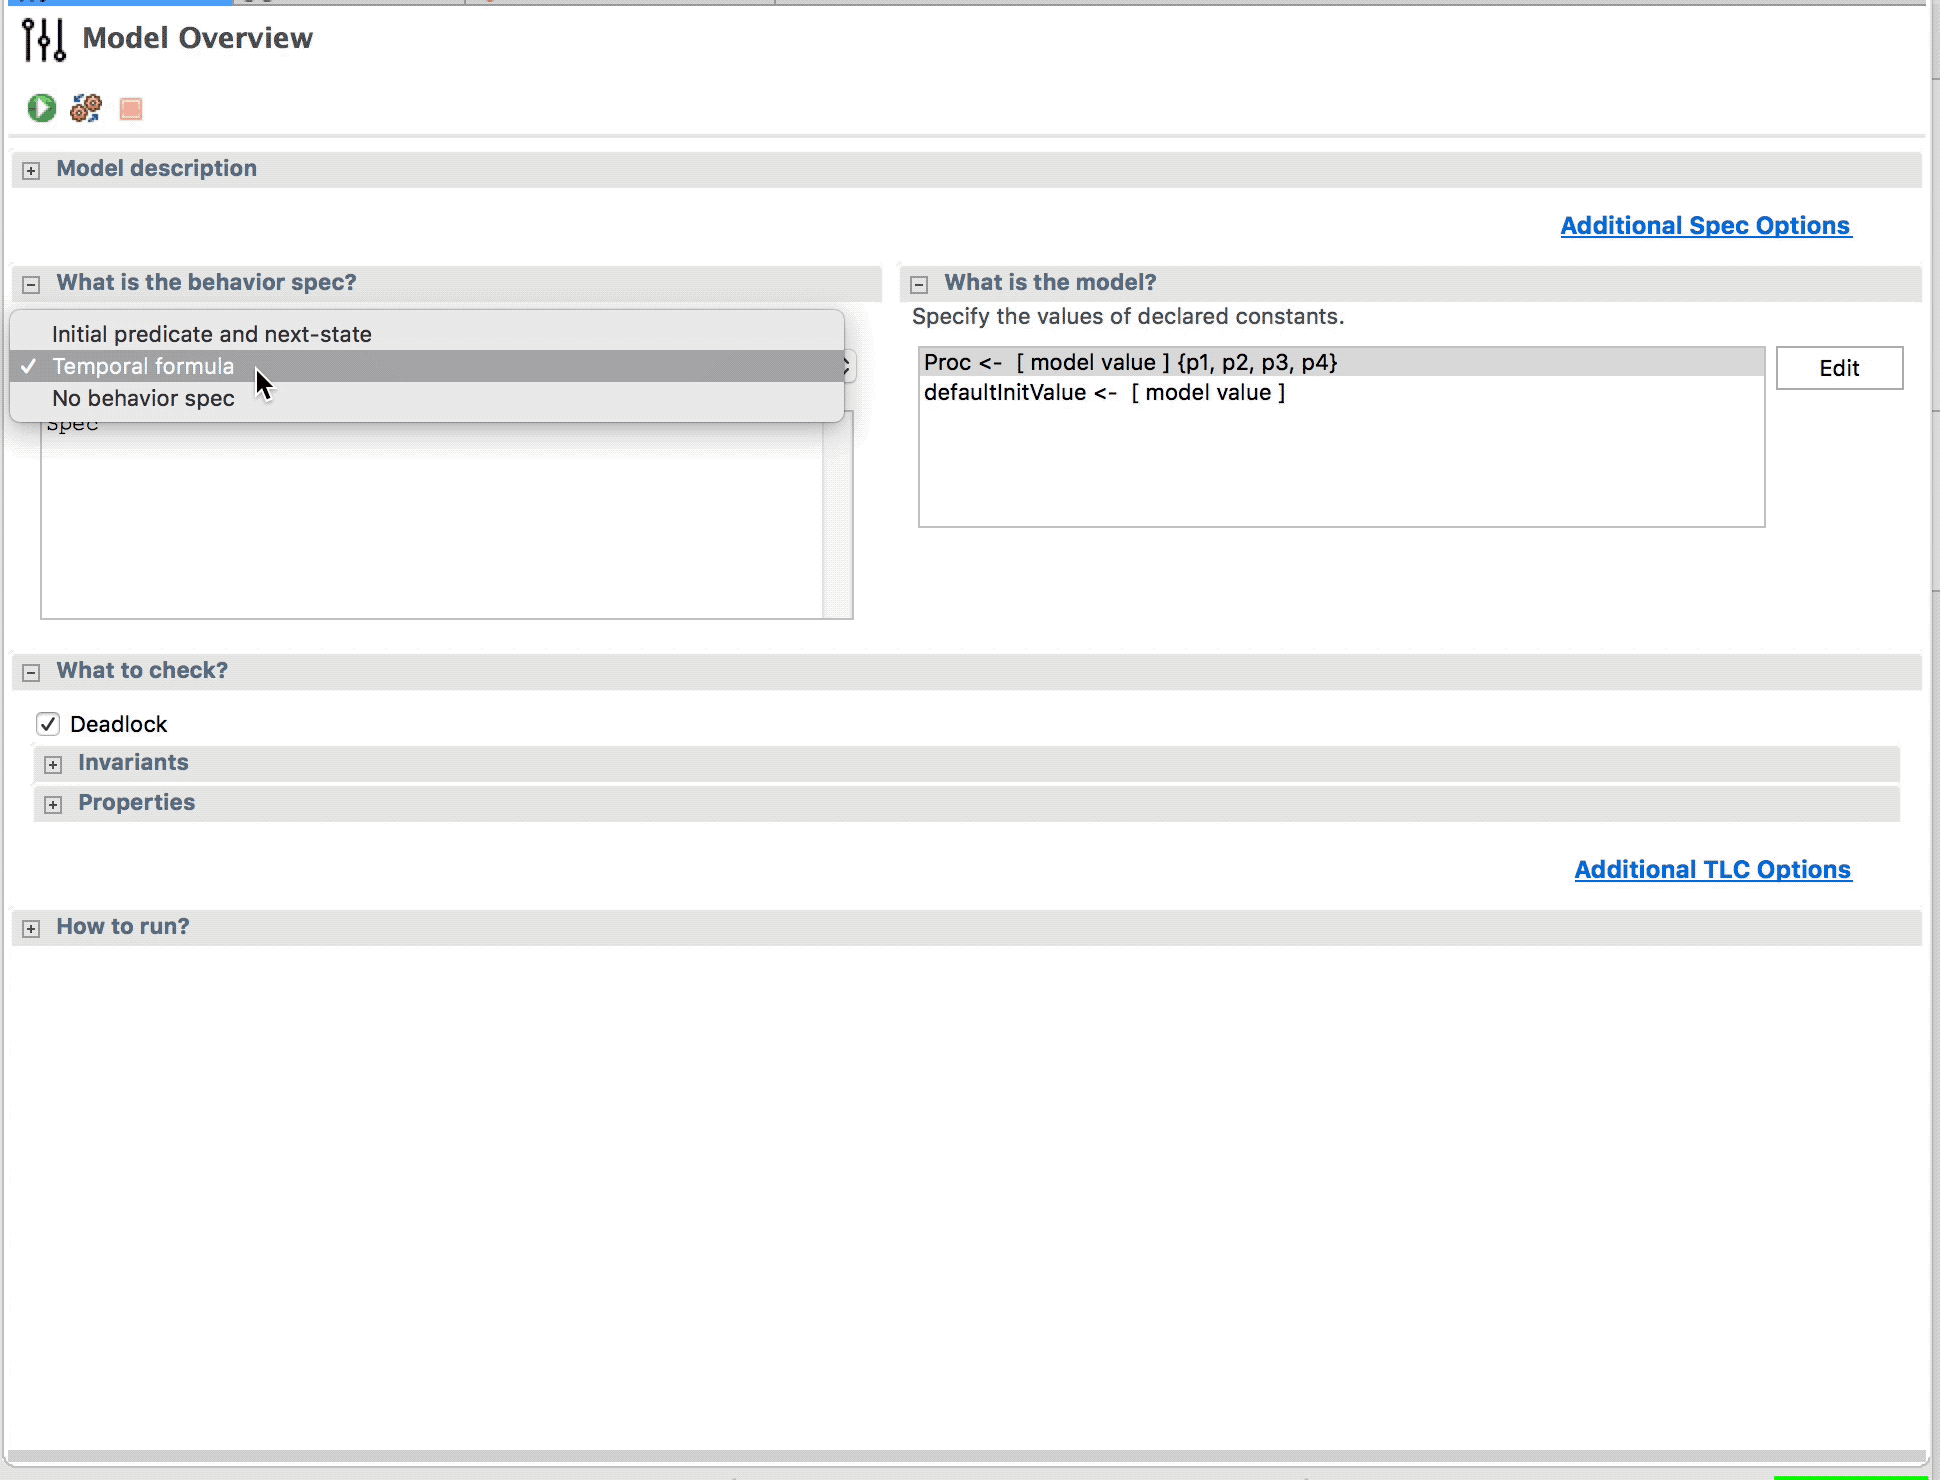 Model Overview
Model description
Additional Spec Options
What is the behavior spec?
Initial predicate and next-state
Temporal formula
No behavior spec
Spec
What is the model?
Specify the values of declared constants.
Proc <- [ model value ] {p1, p2, p3, p4}
defaultInitValue <- [ model value ]
Edit
What to check?
Deadlock
Invariants
Properties
Additional TLC Options
How to run?